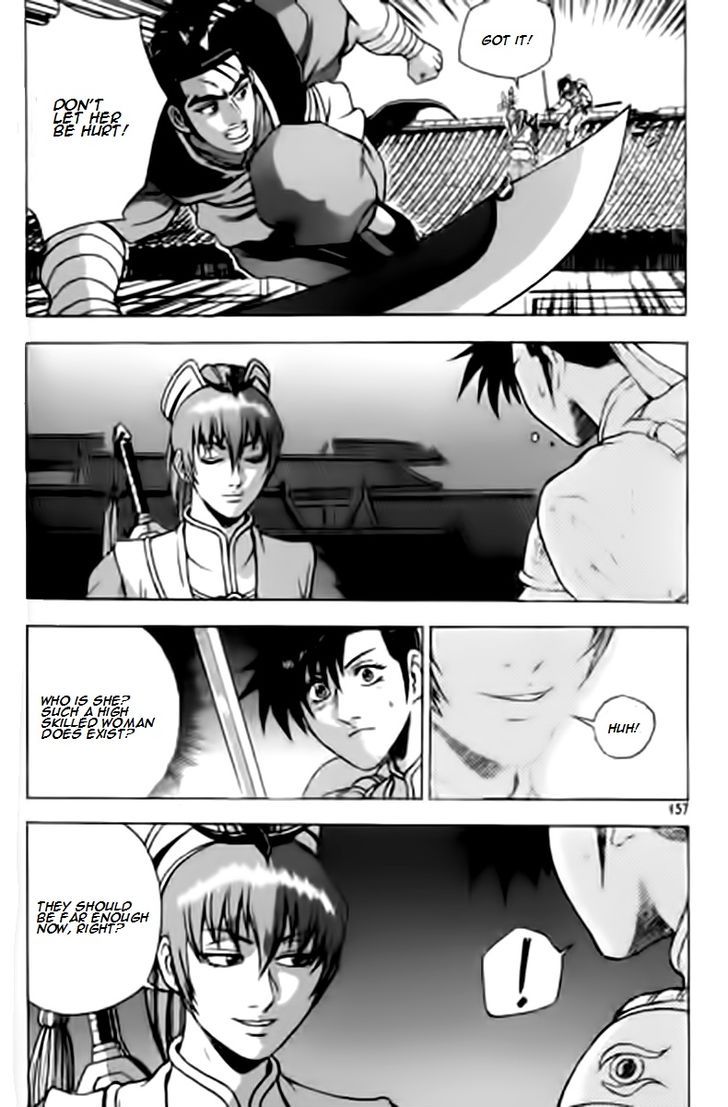 DON'T
LET HER
BE HURT!
GOT IT!
WHO IS SHE?
SUCH A HIGH
SKILLED WOMAN
DOES EXIST?
HUH!
157
THEY SHOULD
BE FAR ENOUGH
NOW, RIGHT?
!